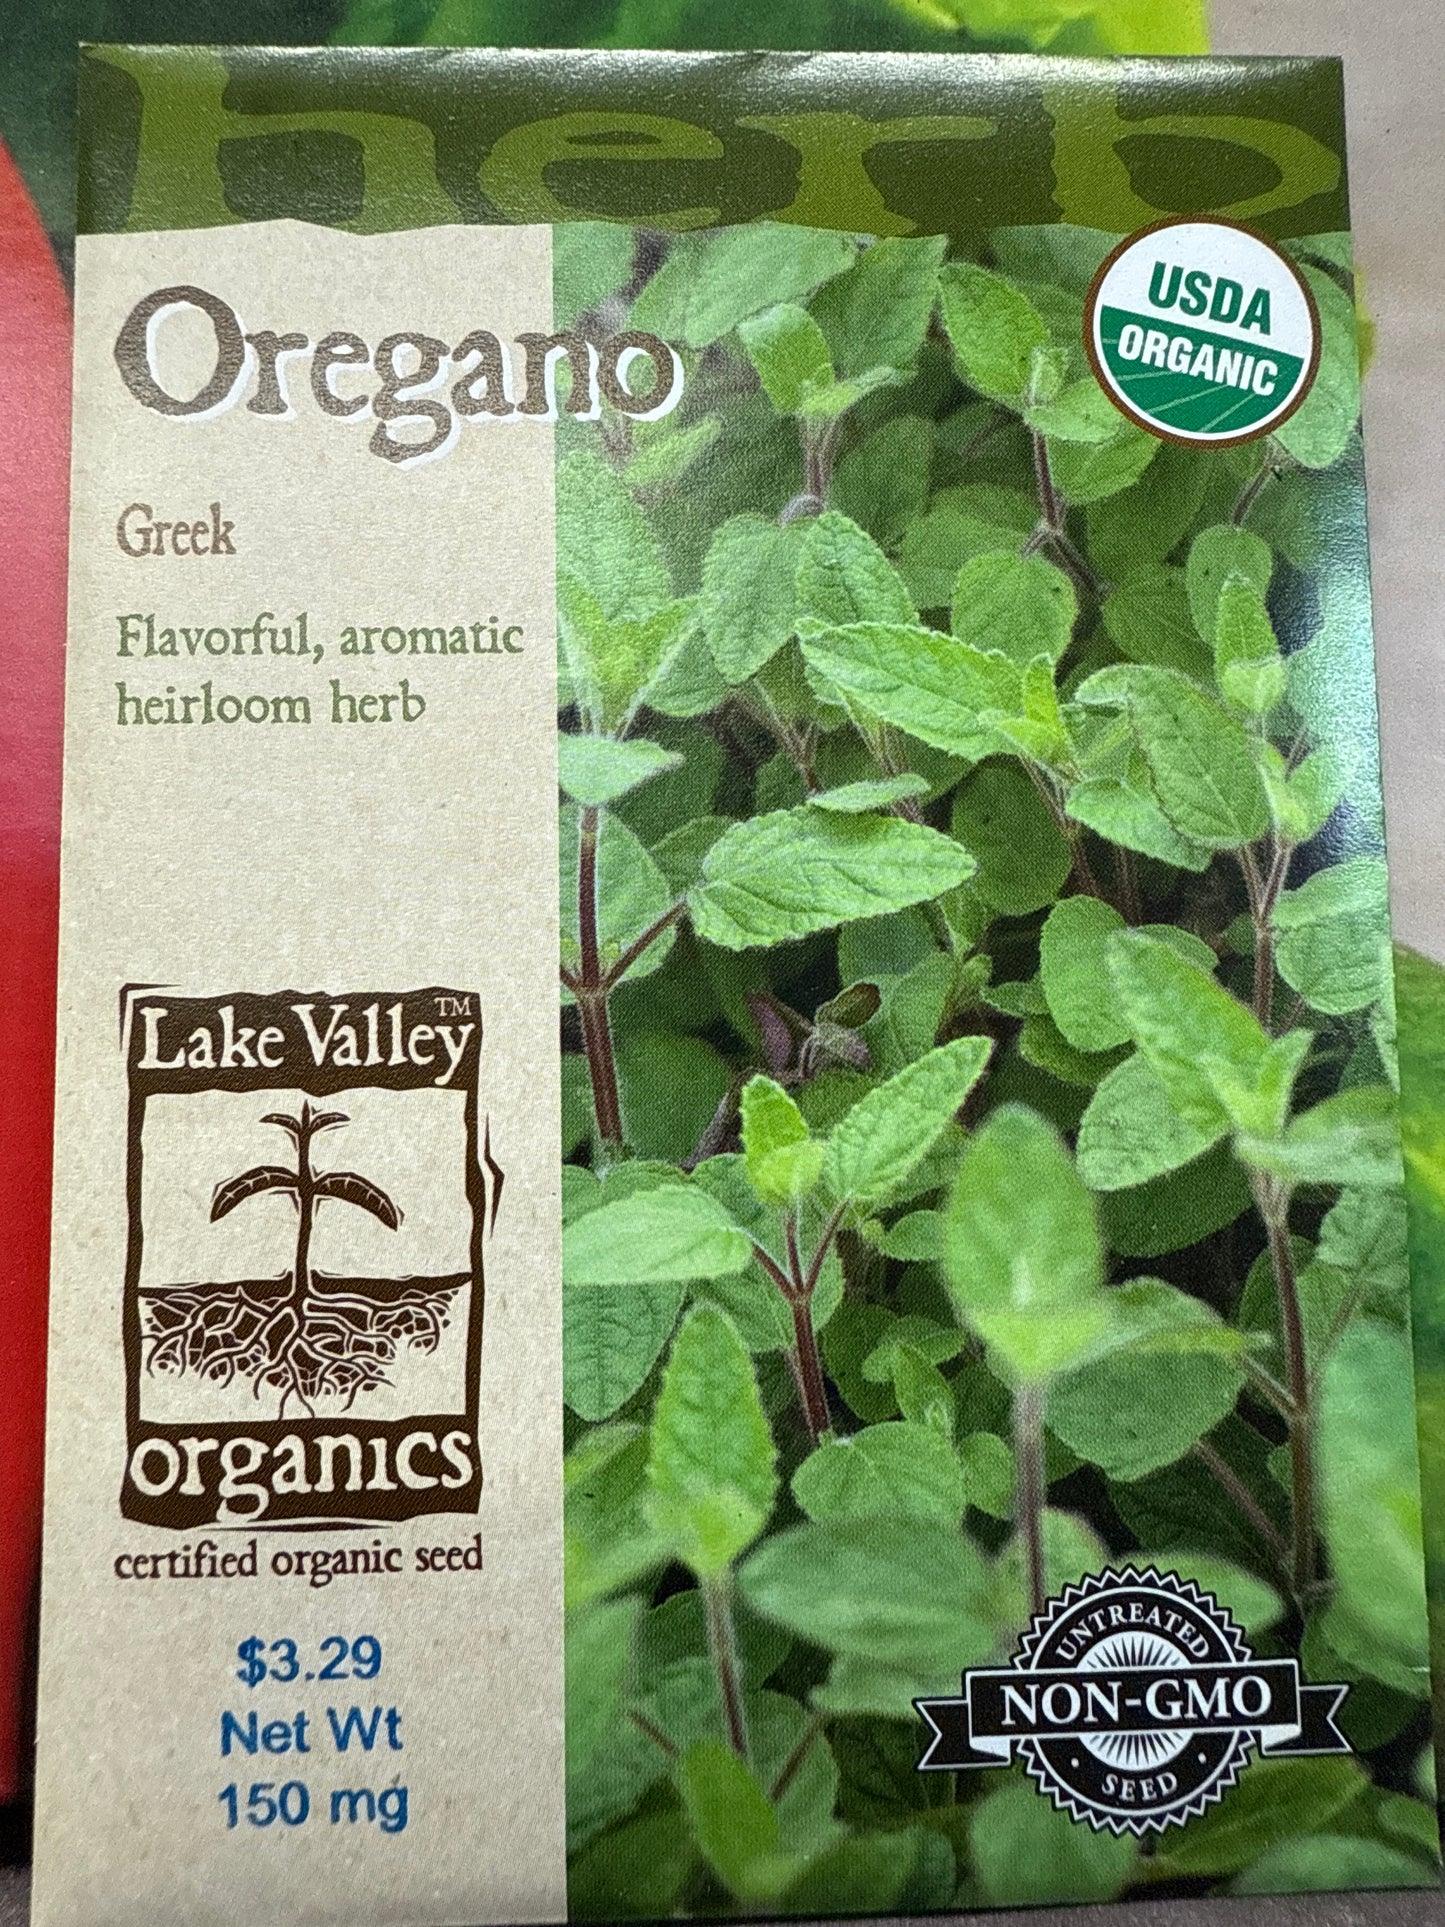 herb
Oregano
USDA
ORGANIC
Greek
Flavorful, aromatic
heirloom herb
Lake Valley™
organics
certified organic seed
$3.29
Net Wt
150 mg
UNTREATED
NON-GMO
SEED